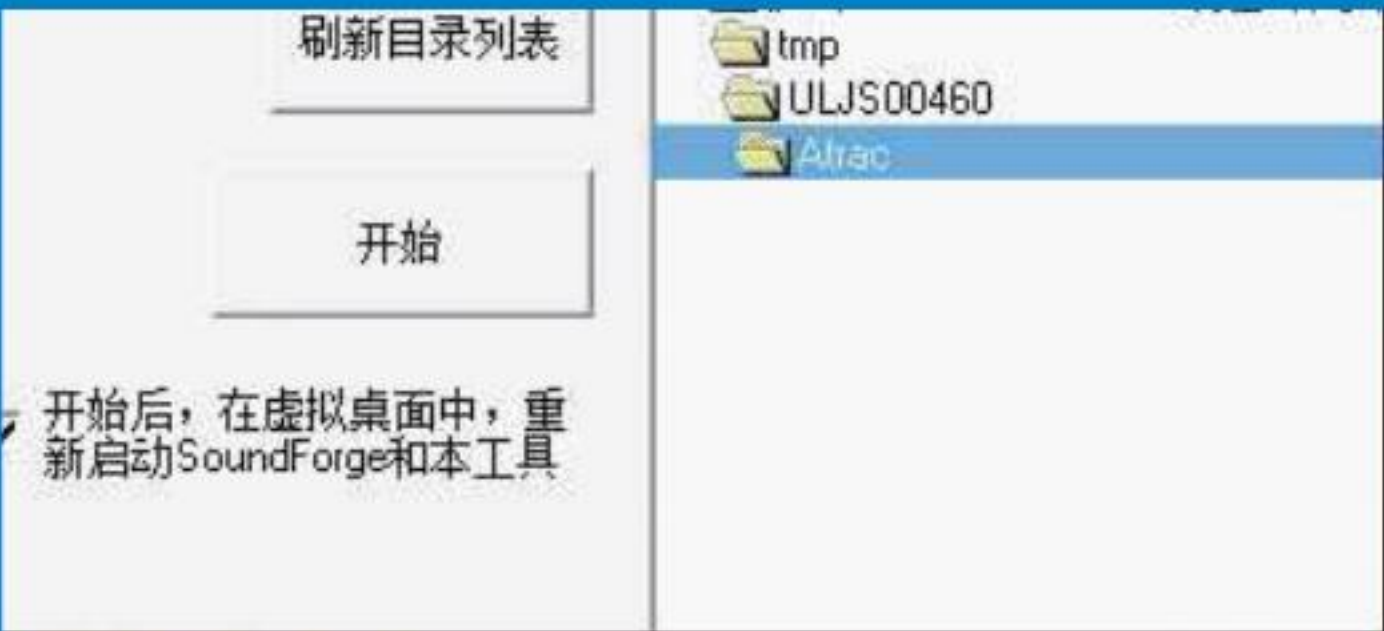 刷新目录列表
tmp
ULJS00460
Atrac
开始
开始后，在虚拟桌面中，重
新启动SoundForge和本工具